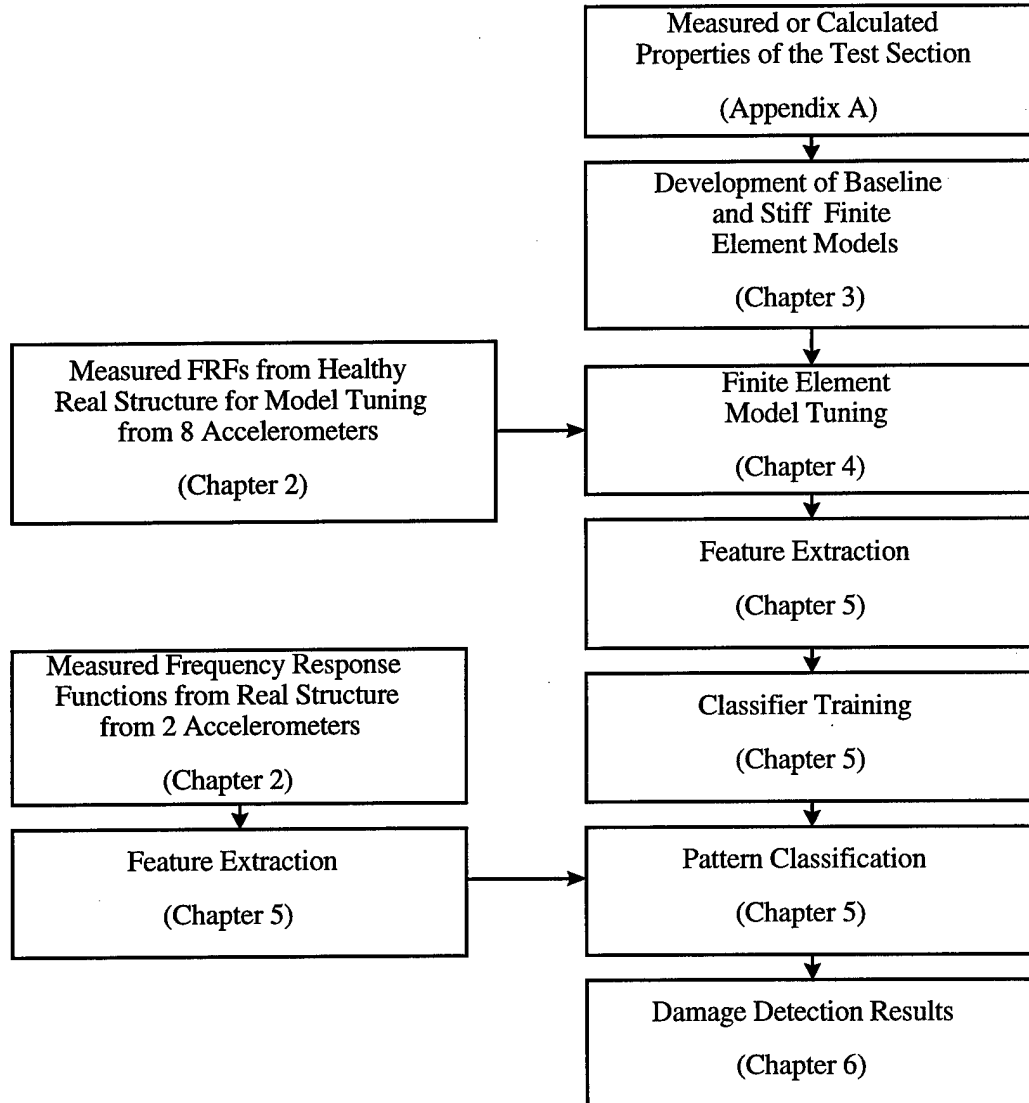 Measured or Calculated
Properties of the Test Section
(Appendix A)
Development of Baseline
and Stiff Finite
Element Models
(Chapter 3)
Measured FRFs from Healthy
Real Structure for Model Tuning
from 8 Accelerometers
(Chapter 2)
Finite Element
Model Tuning
(Chapter 4)
Feature Extraction
(Chapter 5)
Measured Frequency Response
Functions from Real Structure
from 2 Accelerometers
(Chapter 2)
Classifier Training
(Chapter 5)
Feature Extraction
(Chapter 5)
Pattern Classification
(Chapter 5)
Damage Detection Results
(Chapter 6)